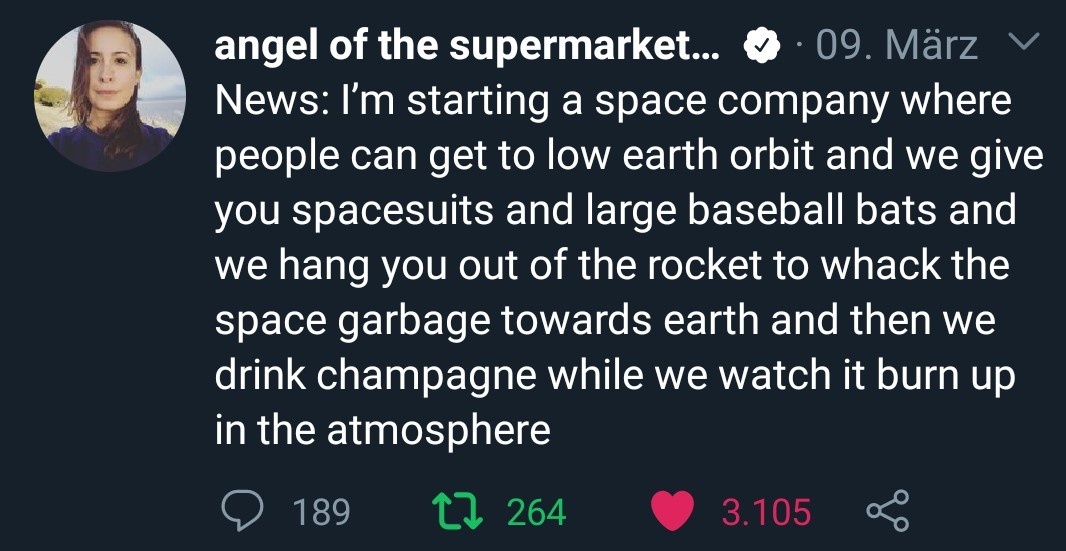 angel of the supermarket... · 09. März
News: I'm starting a space company where
people can get to low earth orbit and we give
you spacesuits and large baseball bats and
we hang you out of the rocket to whack the
space garbage towards earth and then we
drink champagne while we watch it burn up
in the atmosphere
189 264 3.105